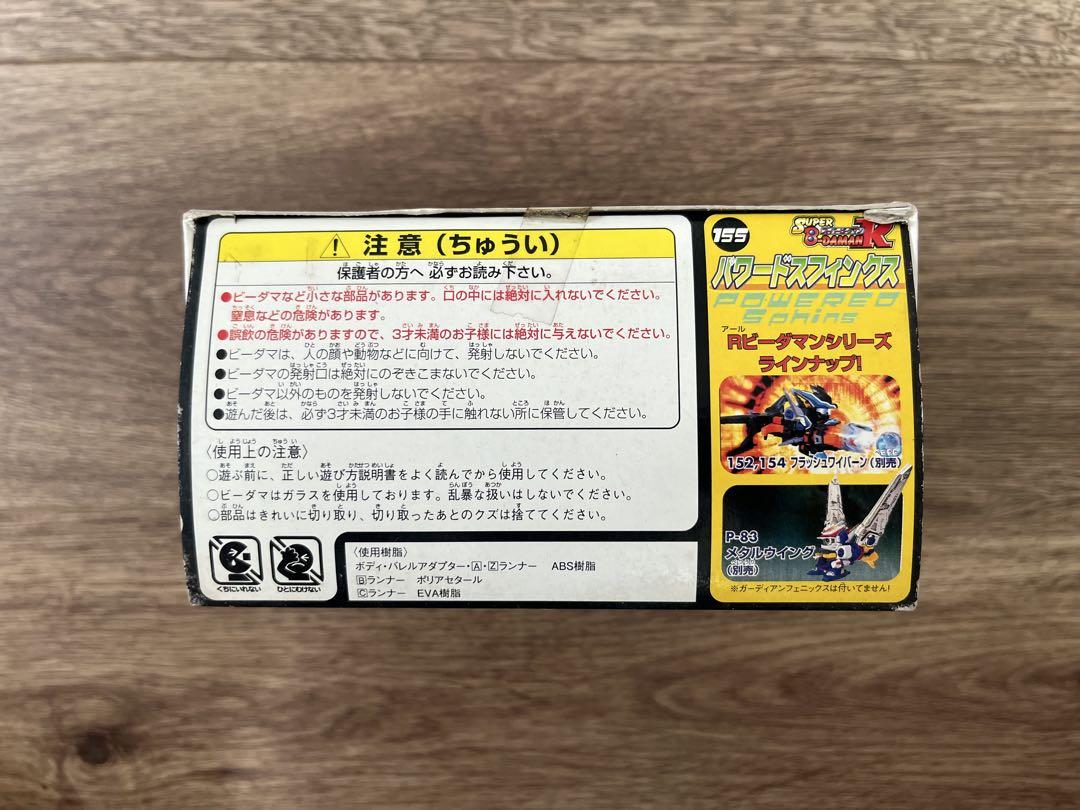 注意（ちゅうい）
保護者の方へ 必ずお読み下さい。
●ビーダマなど小さな部品があります。口の中には絶対に入れないでください。
窒息などの危険があります。
●誤飲の危険がありますので、3才未満のお子様には絶対に与えないでください。
●ビーダマは、人の顔や動物などに向けて、発射しないでください。
●ビーダマの発射口は絶対にのぞきこまないでください。
●ビーダマ以外のものを発射しないでください。
●遊んだ後は、必ず3才未満のお子様の手に触れない所に保管してください。
〈使用上の注意〉
○遊ぶ前に、正しい遊び方説明書をよく読んでから使用してください。
○ビーダマはガラスを使用しております。乱暴な扱いはしないでください。
○部品はきれいに切り取り、切り取ったあとのクズは捨ててください。
くちにいれない
ひとにむけない
〈使用樹脂〉
ボディ・バレルアダプター・A・Zランナー ABS樹脂
Bランナー ポリアセタール
Cランナー EVA樹脂
155
SUPER
B-DAMAN
R
パワードスフィンクス
POWERED
Sphins
アール
Rビーダマンシリーズ
ラインナップ!
152,154 フラッシュワイバーン(別売)
P-83
メタルウイング
(別売)
※ガーディアンフェニックスは付いてません!